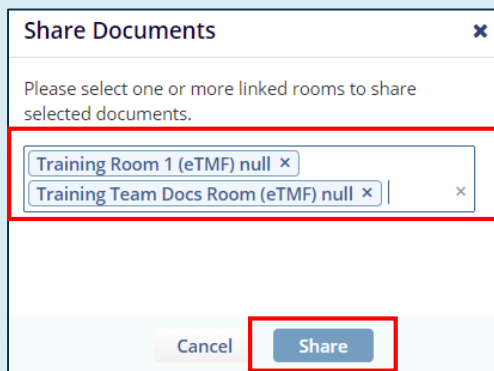 Share Documents ×
Please select one or more linked rooms to share
selected documents.
Training Room 1 (eTMF) null ×
Training Team Docs Room (eTMF) null × ×
Cancel Share